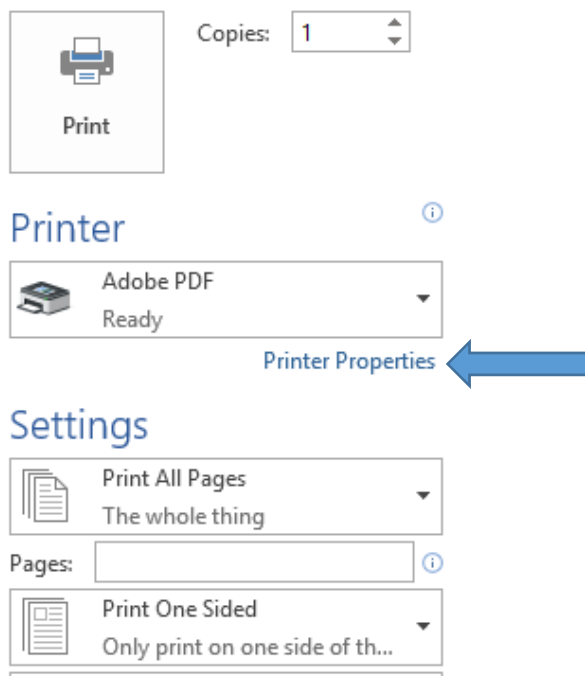 Copies: 1
Print
Printer
Adobe PDF
Ready
Printer Properties
Settings
Print All Pages
The whole thing
Pages:
Print One Sided
Only print on one side of th...